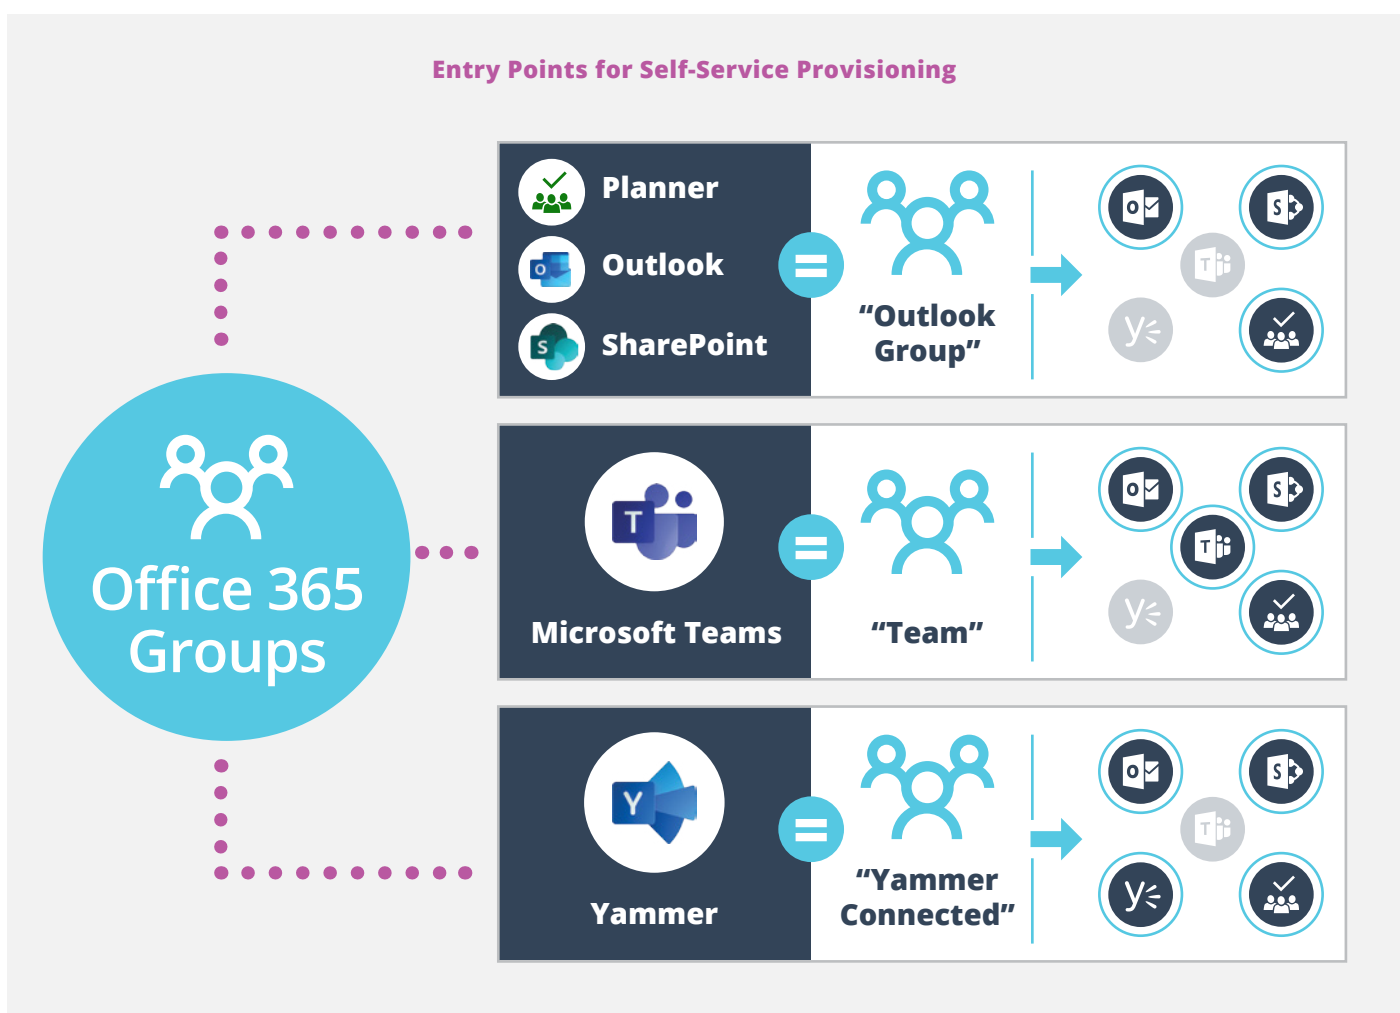 Entry Points for Self-Service Provisioning
Office 365
Groups
Planner
O
Outlook
S
SharePoint
“Outlook
Group”
O
S
T
y
T
Microsoft Teams
“Team”
O
S
T
y
Y
Yammer
“Yammer
Connected”
O
S
T
y